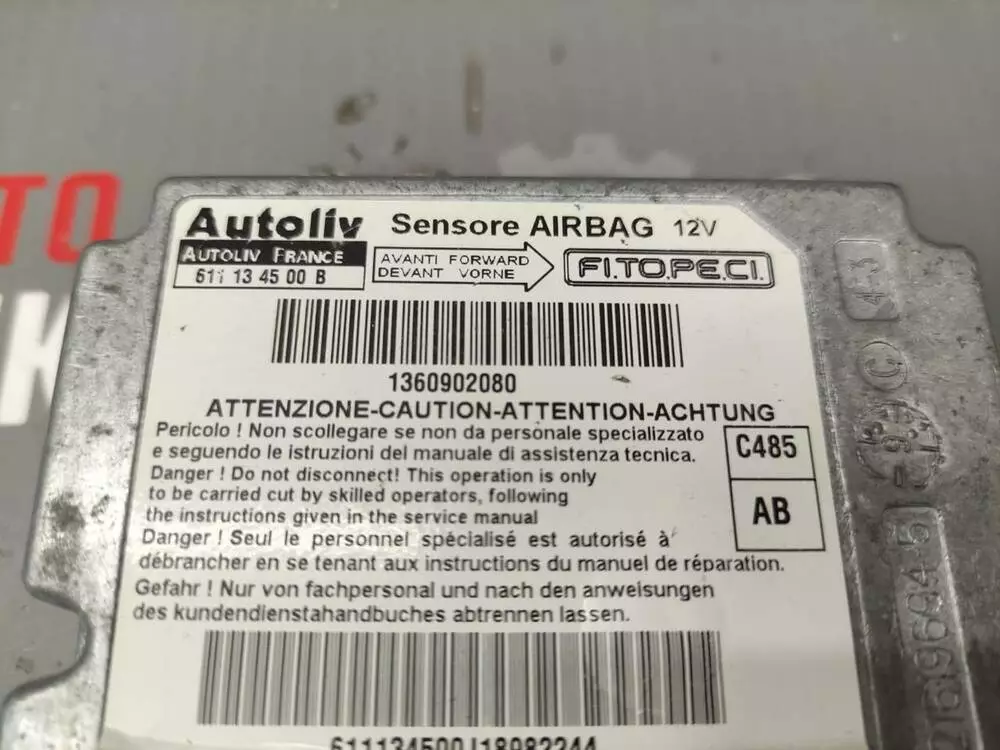 TO
K
Autoliv Sensore AIRBAG 12V
AUTOLIV FRANCE
611 13 45 00 B
AVANTI FORWARD
DEVANT VORNE
FI.TO.PE.CI.
1360902080
ATTENZIONE-CAUTION-ATTENTION-ACHTUNG
Pericolo ! Non scollegare se non da personale specializzato
e seguendo le istruzioni del manuale di assistenza tecnica.
Danger ! Do not disconnect! This operation is only
to be carried cut by skilled operators, following
the instructions given in the service manual
Danger ! Seul le personnel spécialisé est autorisé à
débrancher en se tenant aux instructions du manuel de réparation.
Gefahr ! Nur von fachpersonal und nach den anweisungen
des kundendienstahandbuches abtrennen lassen.
C485
AB
43
C